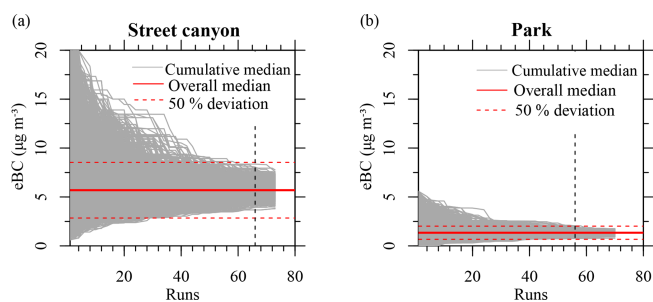 (a)
Street canyon
eBC (µg m⁻³)
20
15
10
5
0
Cumulative median
Overall median
50 % deviation
20
40
60
80
Runs
(b)
Park
eBC (µg m⁻³)
20
15
10
5
0
Cumulative median
Overall median
50 % deviation
20
40
60
80
Runs